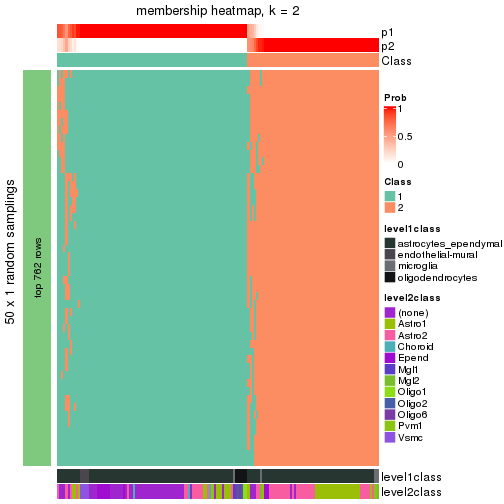 membership heatmap, k = 2
p1
p2
Class
50 x 1 random samplings
top 762 rows
Prob
1
0.5
0
Class
1
2
level1class
astrocytes_ependymal
endothelial-mural
microglia
oligodendrocytes
level2class
(none)
Astro1
Astro2
Choroid
Epend
Mgl1
Mgl2
Oligo1
Oligo2
Oligo6
Pvm1
Vsmc
level1class
level2class